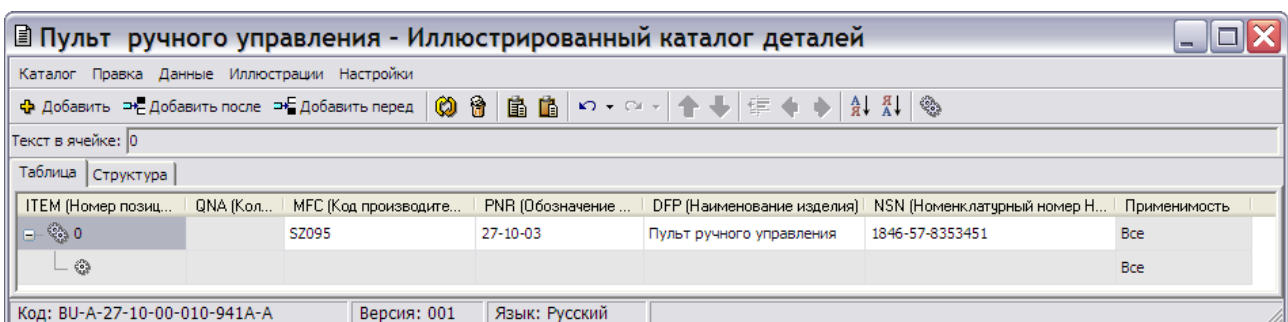 Пульт ручного управления - Иллюстрированный каталог деталей
Каталог Правка Данные Иллюстрации Настройки
Добавить Добавить после Добавить перед
Текст в ячейке: 0
Таблица Структура
ITEM (Номер позиц... QNA (Кол... MFC (Код производите... PNR (Обозначение ... DFP (Наименование изделия) NSN (Номенклатурный номер Н... Применимость
0 SZ095 27-10-03 Пульт ручного управления 1846-57-8353451 Все
Все
Код: BU-A-27-10-00-010-941A-A Версия: 001 Язык: Русский